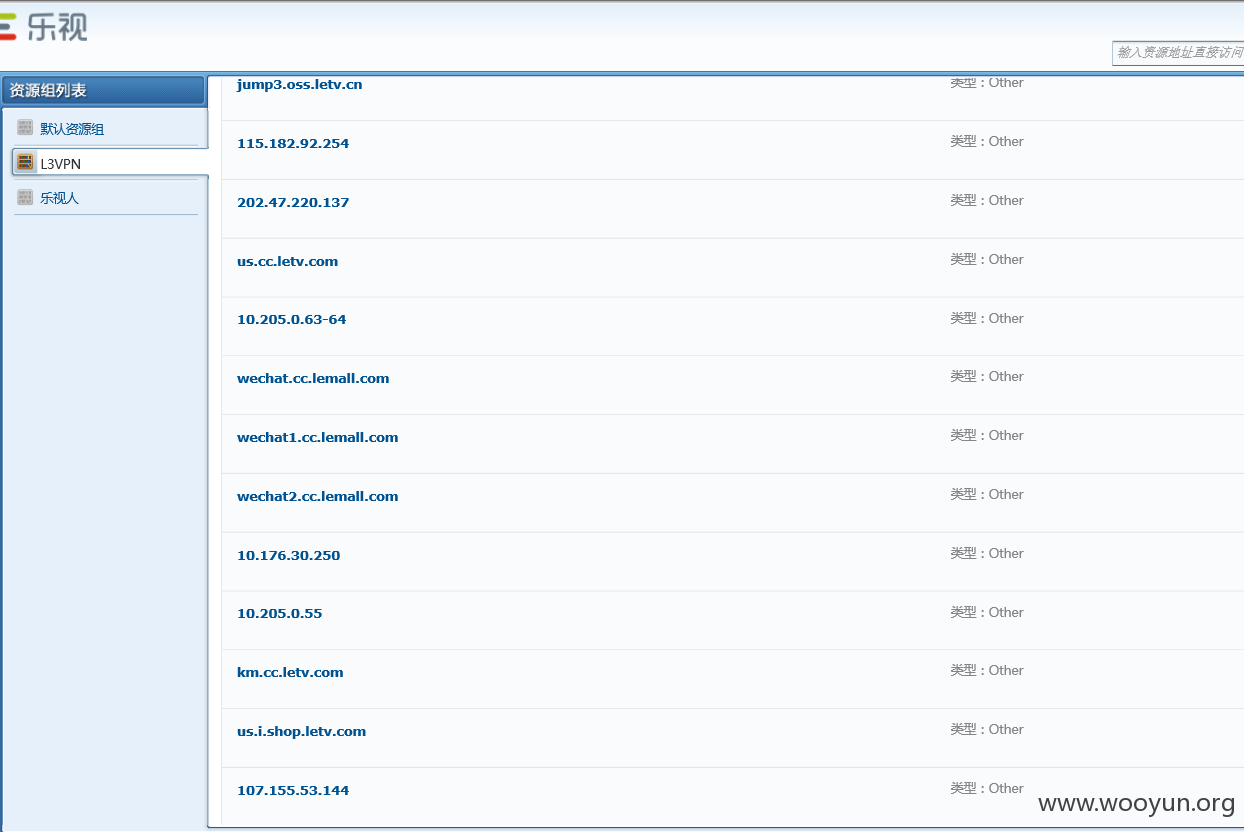 乐视
输入资源地址直接访问
资源组列表
默认资源组
L3VPN
乐视人
jump3.oss.letv.cn 类型：Other
115.182.92.254 类型：Other
202.47.220.137 类型：Other
us.cc.letv.com 类型：Other
10.205.0.63-64 类型：Other
wechat.cc.lemall.com 类型：Other
wechat1.cc.lemall.com 类型：Other
wechat2.cc.lemall.com 类型：Other
10.176.30.250 类型：Other
10.205.0.55 类型：Other
km.cc.letv.com 类型：Other
us.i.shop.letv.com 类型：Other
107.155.53.144 类型：Other
www.wooyun.org